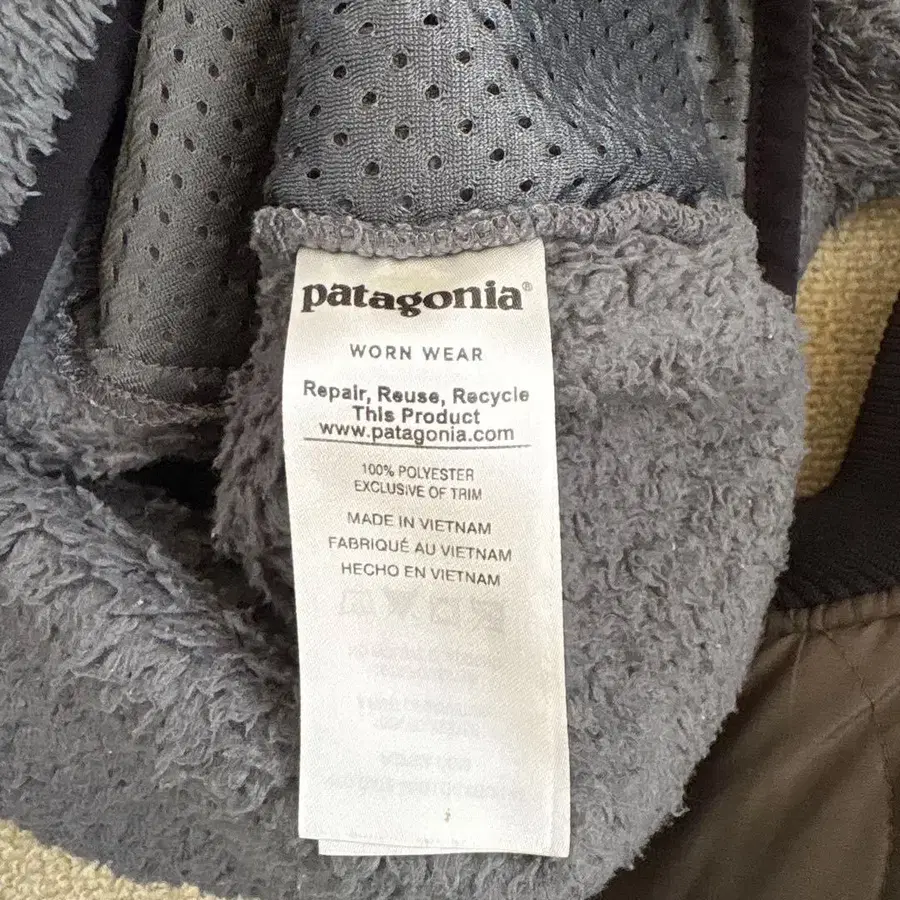 patagonia®
WORN WEAR
Repair, Reuse, Recycle
This Product
www.patagonia.com
100% POLYESTER
EXCLUSIVE OF TRIM
MADE IN VIETNAM
FABRIQUÉ AU VIETNAM
HECHO EN VIETNAM